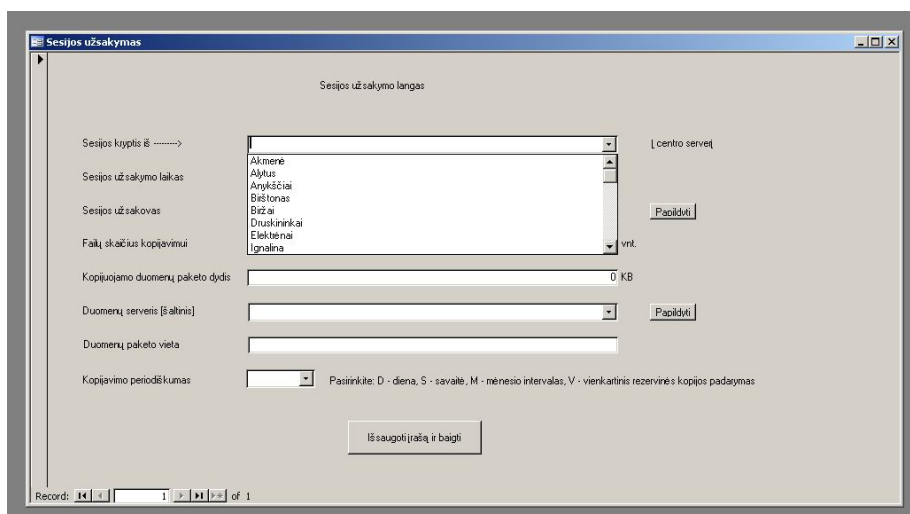 Sesijos užsakymas
Sesijos užsakymo langas
Sesijos kryptis iš --------->
Į centro serverį
Akmenė
Alytus
Anykščiai
Birštonas
Biržai
Druskininkai
Elektrėnai
Ignalina
Sesijos užsakymo laikas
Sesijos užsakovas
Papildyti
Failų skaičius kopijavimui
vnt.
Kopijuojamo duomenų paketo dydis
0 KB
Duomenų serveris [šaltinis]
Papildyti
Duomenų paketo vieta
Kopijavimo periodiškumas
Pasirinkite: D - diena, S - savaitė, M - mėnesio intervalas, V - vienkartinis rezervinės kopijos padarymas
Išsaugoti įrašą ir baigti
Record: 1 of 1